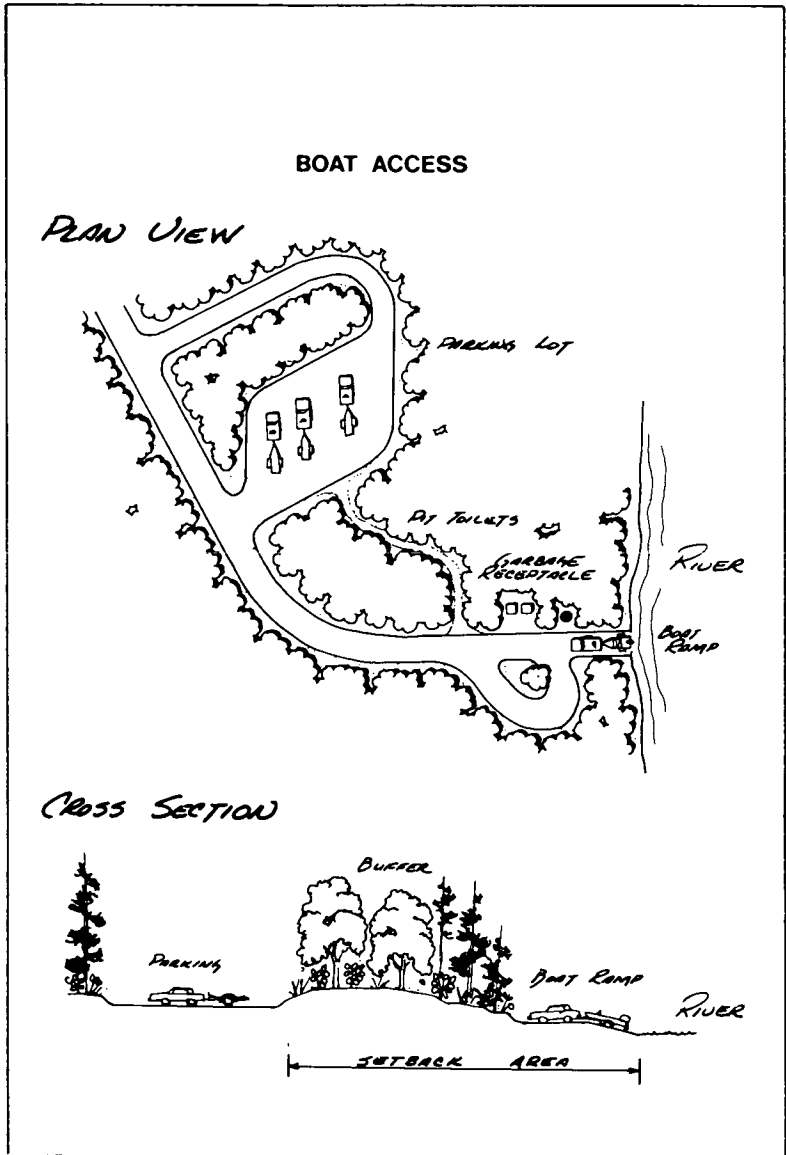 BOAT ACCESS
PLAN VIEW
PARKING LOT
PIT TOILETS
GARBAGE
RECEPTACLE
RIVER
BOAT
RAMP
CROSS SECTION
BUFFER
PARKING
BOAT RAMP
RIVER
SETBACK AREA